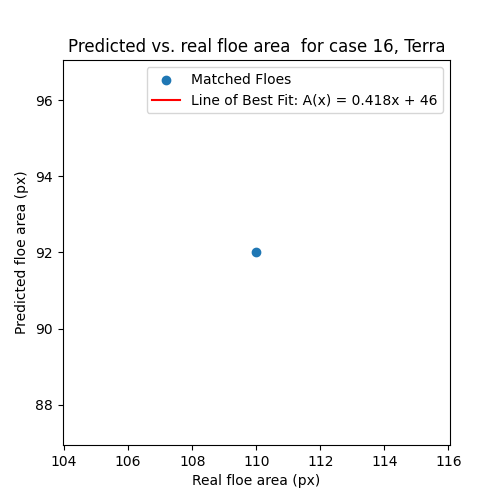 Predicted vs. real floe area  for case 16, Terra
Matched Floes
Line of Best Fit: A(x) = 0.418x + 46
Predicted floe area (px)
96
94
92
90
88
104 106 108 110 112 114 116
Real floe area (px)